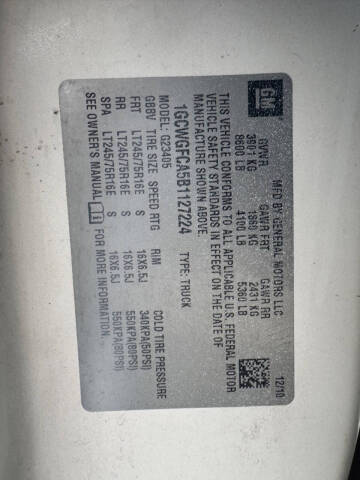 GM
MFD BY GENERAL MOTORS LLC 12/10
GVWR GAWR FRT GAWR RR
3901 KG 1860 KG 2431 KG
8600 LB 4100 LB 5360 LB
THIS VEHICLE CONFORMS TO ALL APPLICABLE U.S. FEDERAL MOTOR
VEHICLE SAFETY STANDARDS IN EFFECT ON THE DATE OF
MANUFACTURE SHOWN ABOVE.
1GCWGFCA5B1127224 TYPE: TRUCK
MODEL: G23405
GBBV TIRE SIZE SPEED RTG RIM COLD TIRE PRESSURE
FRT LT245/75R16E S 16X6.5J 340KPA(50PSI)
RR LT245/75R16E S 16X6.5J 550KPA(80PSI)
SPA LT245/75R16E S 16X6.5J 550KPA(80PSI)
SEE OWNER'S MANUAL FOR MORE INFORMATION.